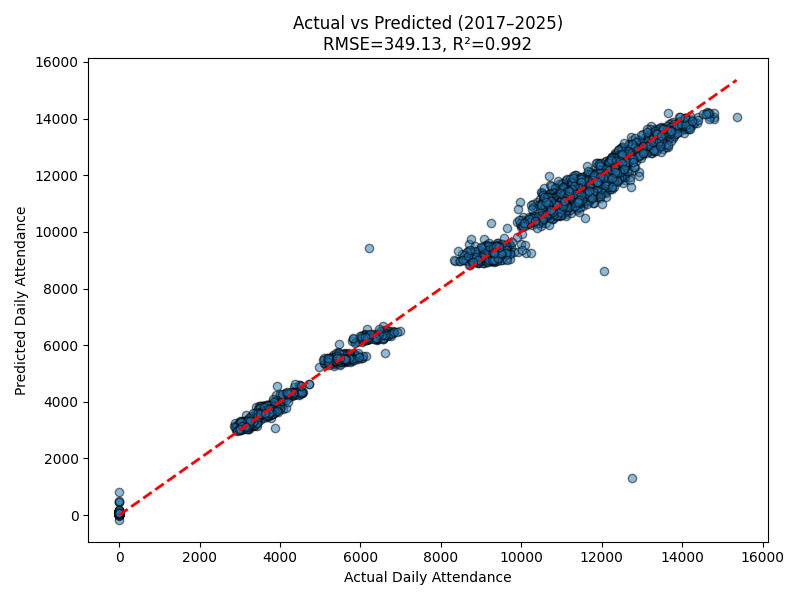 Actual vs Predicted (2017–2025)
RMSE=349.13, R²=0.992
16000
14000
12000
10000
8000
6000
4000
2000
0
Predicted Daily Attendance
0 2000 4000 6000 8000 10000 12000 14000 16000
Actual Daily Attendance